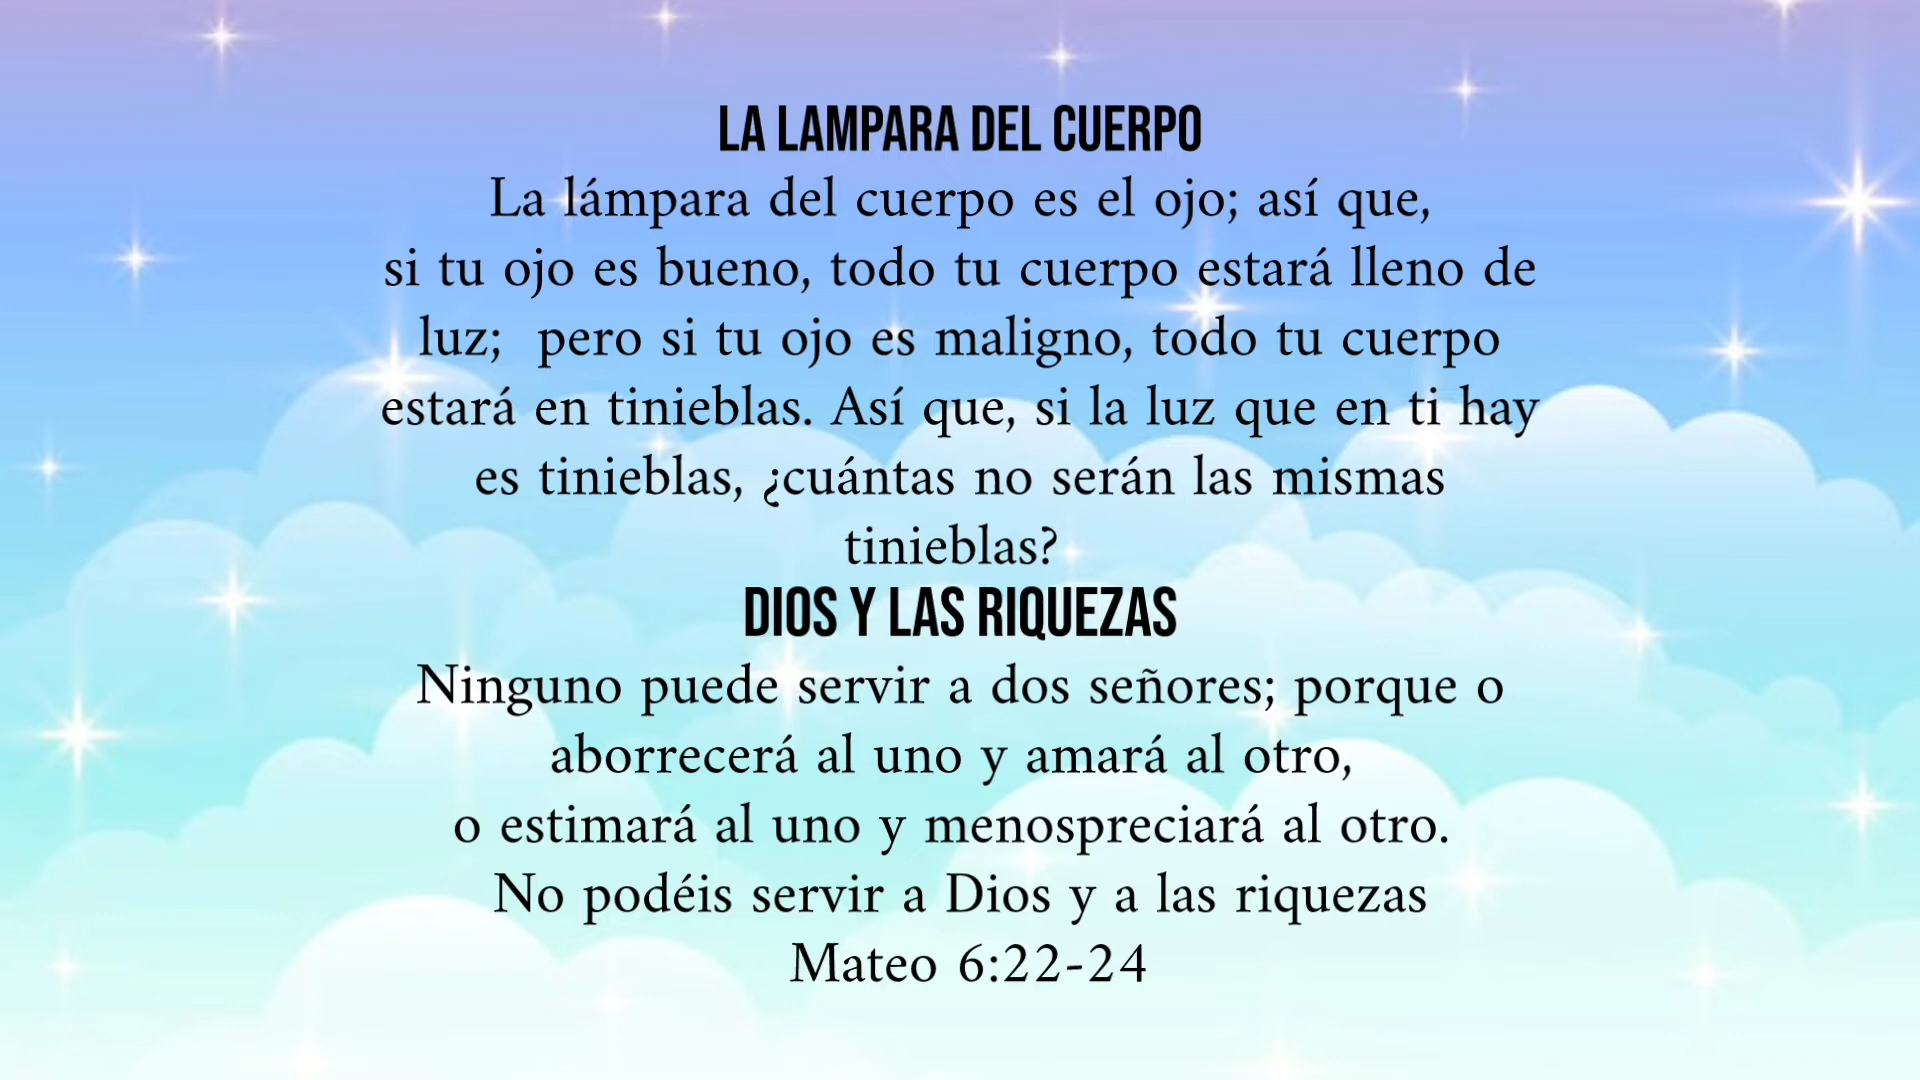 LA LAMPARA DEL CUERPO
La lámpara del cuerpo es el ojo; así que,
si tu ojo es bueno, todo tu cuerpo estará lleno de
luz;  pero si tu ojo es maligno, todo tu cuerpo
estará en tinieblas. Así que, si la luz que en ti hay
es tinieblas, ¿cuántas no serán las mismas
tinieblas?
DIOS Y LAS RIQUEZAS
Ninguno puede servir a dos señores; porque o
aborrecerá al uno y amará al otro,
o estimará al uno y menospreciará al otro.
No podéis servir a Dios y a las riquezas
Mateo 6:22-24